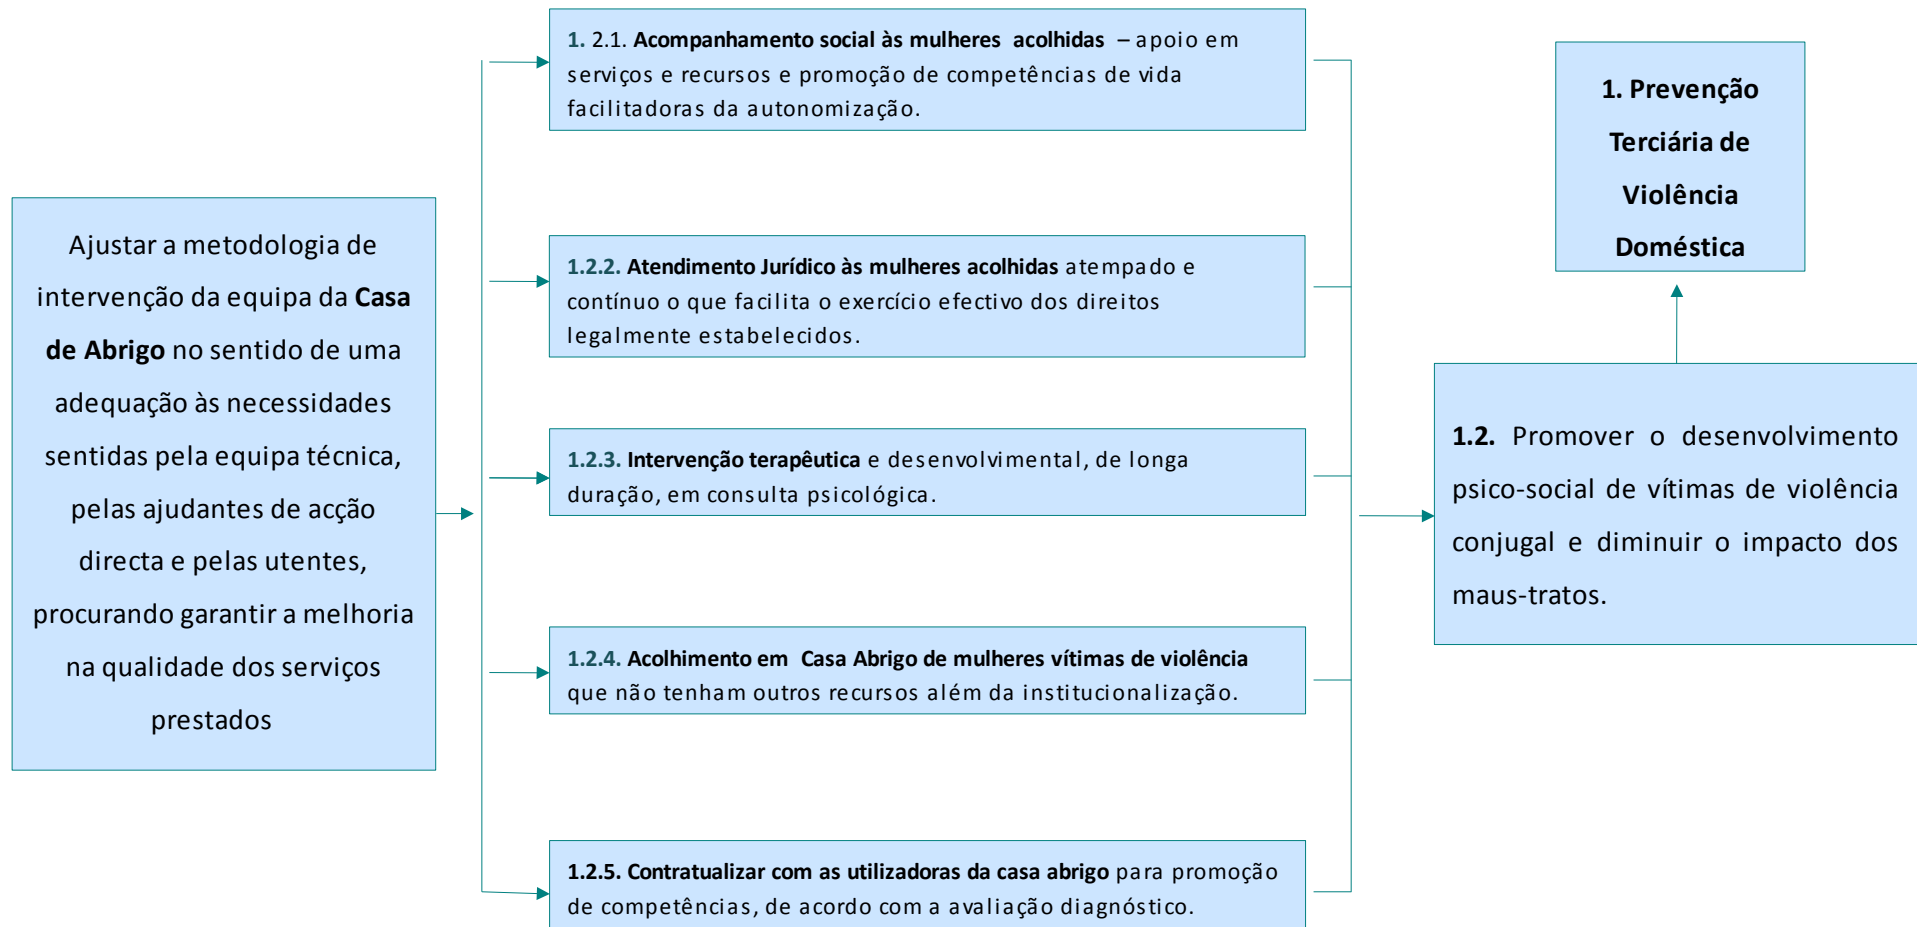 Ajustar a metodologia de
intervenção da equipa da Casa
de Abrigo no sentido de uma
adequação às necessidades
sentidas pela equipa técnica,
pelas ajudantes de acção
directa e pelas utentes,
procurando garantir a melhoria
na qualidade dos serviços
prestados
1. 2.1. Acompanhamento social às mulheres acolhidas – apoio em
serviços e recursos e promoção de competências de vida
facilitadoras da autonomização.
1.2.2. Atendimento Jurídico às mulheres acolhidas atempado e
contínuo o que facilita o exercício efectivo dos direitos
legalmente estabelecidos.
1.2.3. Intervenção terapêutica e desenvolvimental, de longa
duração, em consulta psicológica.
1.2.4. Acolhimento em Casa Abrigo de mulheres vítimas de violência
que não tenham outros recursos além da institucionalização.
1.2.5. Contratualizar com as utilizadoras da casa abrigo para promoção
de competências, de acordo com a avaliação diagnóstico.
1. Prevenção
Terciária de
Violência
Doméstica
1.2. Promover o desenvolvimento
psico-social de vítimas de violência
conjugal e diminuir o impacto dos
maus-tratos.